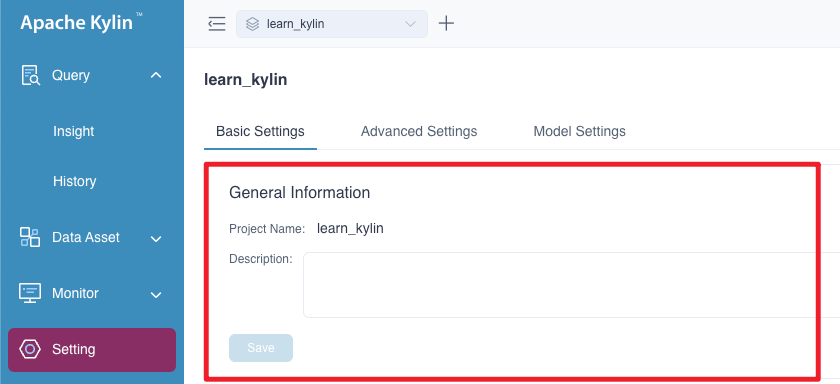 Apache Kylin™
learn_kylin
Query
Insight
History
Data Asset
Monitor
Setting
learn_kylin
Basic Settings
Advanced Settings
Model Settings
General Information
Project Name: learn_kylin
Description:
Save